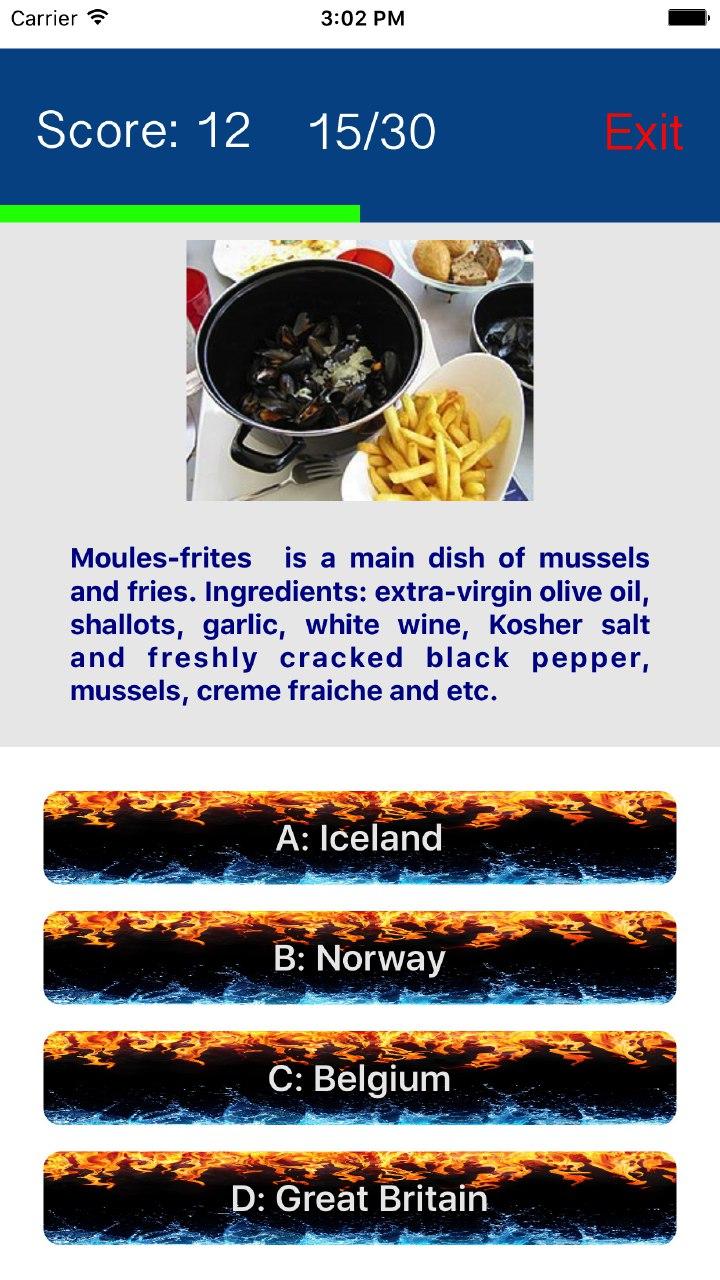 Carrier 3:02 PM
Score: 12 15/30 Exit
Moules-frites is a main dish of mussels
and fries. Ingredients: extra-virgin olive oil,
shallots, garlic, white wine, Kosher salt
and freshly cracked black pepper,
mussels, creme fraiche and etc.
A: Iceland
B: Norway
C: Belgium
D: Great Britain